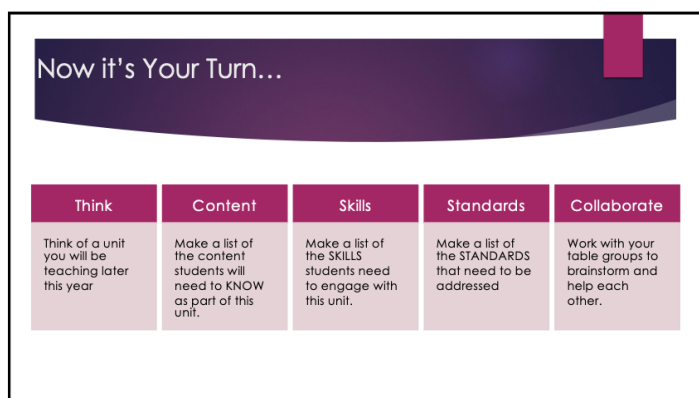 Now it's Your Turn…
Think
Think of a unit
you will be
teaching later
this year
Content
Make a list of
the content
students will
need to KNOW
as part of this
unit.
Skills
Make a list of
the SKILLS
students need
to engage with
this unit.
Standards
Make a list of
the STANDARDS
that need to be
addressed
Collaborate
Work with your
table groups to
brainstorm and
help each
other.